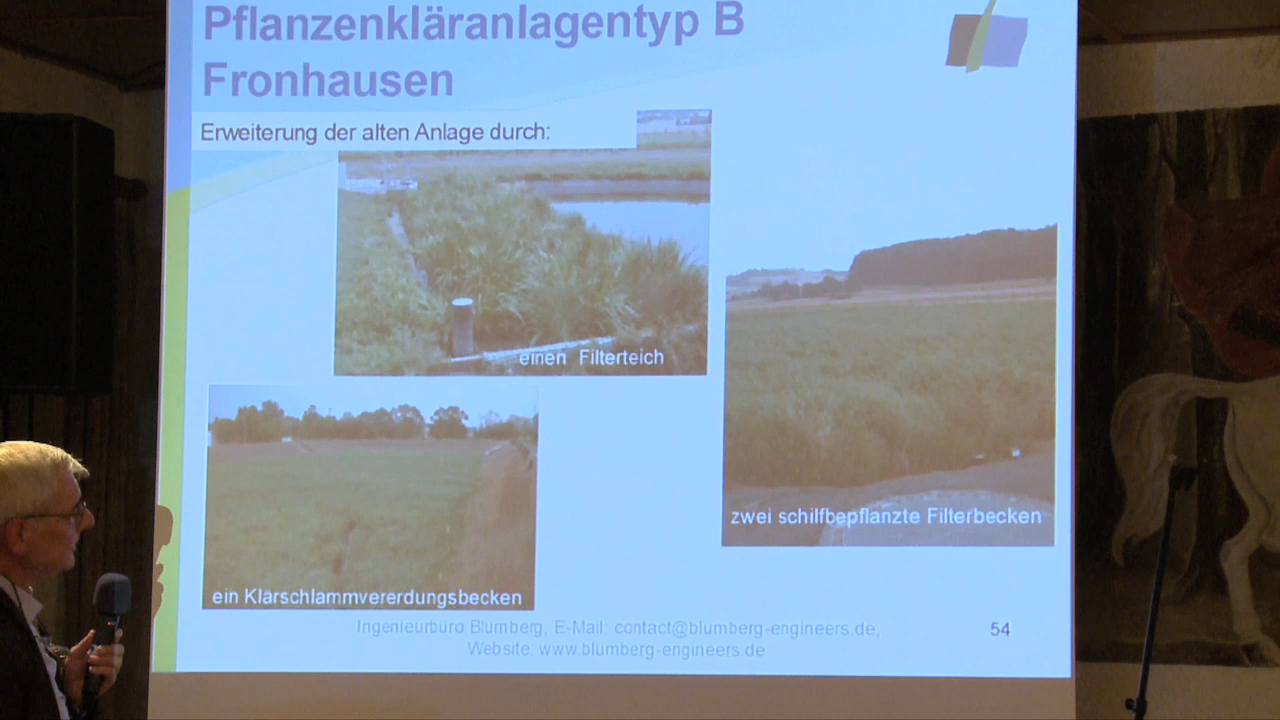 Pflanzenkläranlagentyp B
Fronhausen
Erweiterung der alten Anlage durch:
einen Filterteich
zwei schilfbepflanzte Filterbecken
ein Klärschlammvererdungsbecken
Ingenieurbüro Blumberg, E-Mail: contact@blumberg-engineers.de,
Website: www.blumberg-engineers.de
54